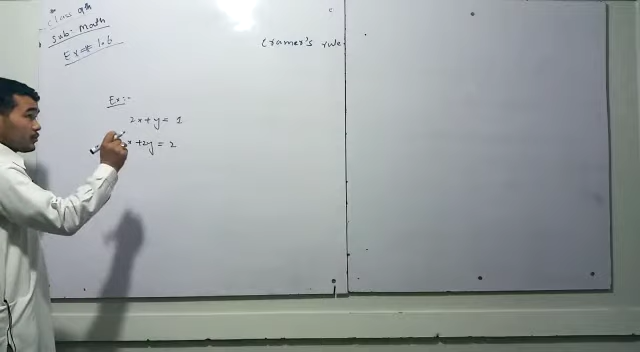 class 9th
Sub: Math
Ex# 1.6
Cramer's rule
Ex:-
2x+y = 1
x+2y = 2